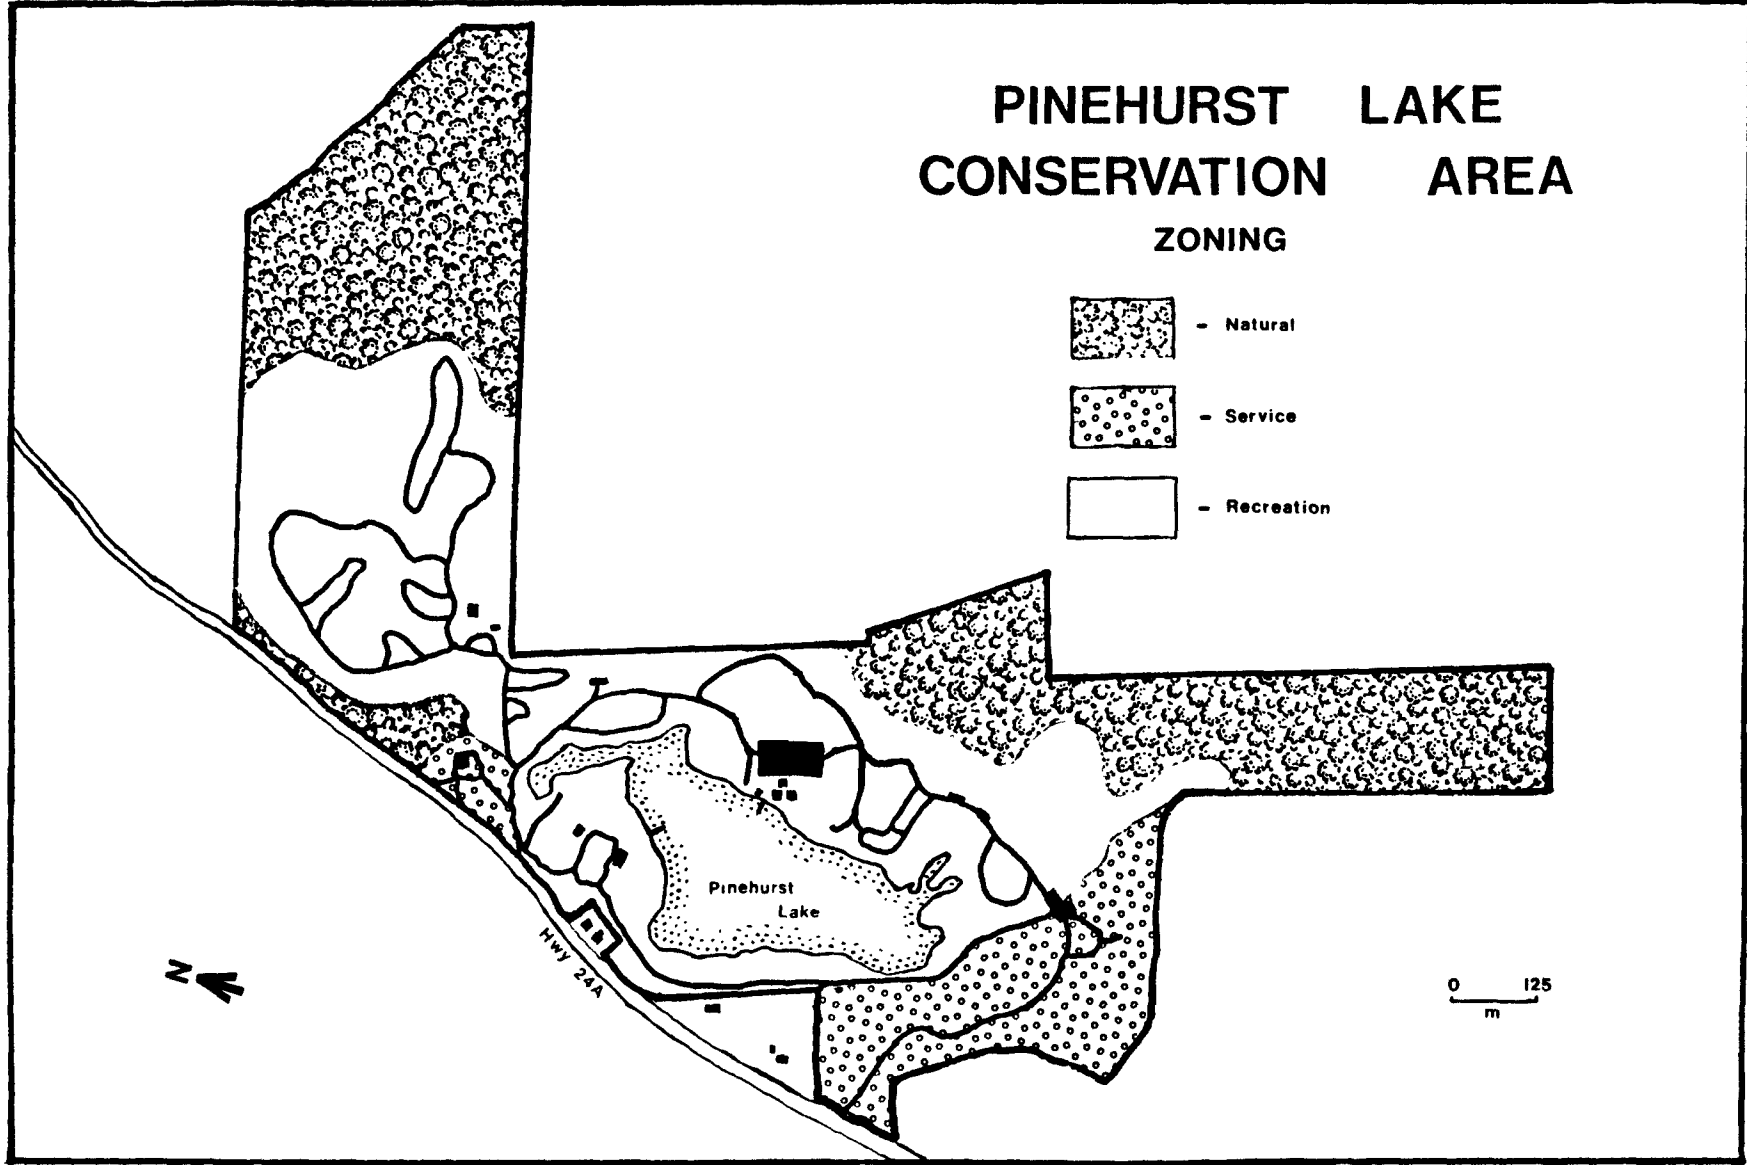 PINEHURST LAKE
CONSERVATION AREA
ZONING
- Natural
- Service
- Recreation
Pinehurst
Lake
Hwy 24A
N
0 125
m